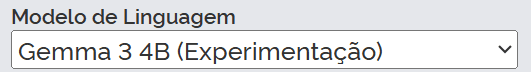 Modelo de Linguagem
Gemma 3 4B (Experimentação)